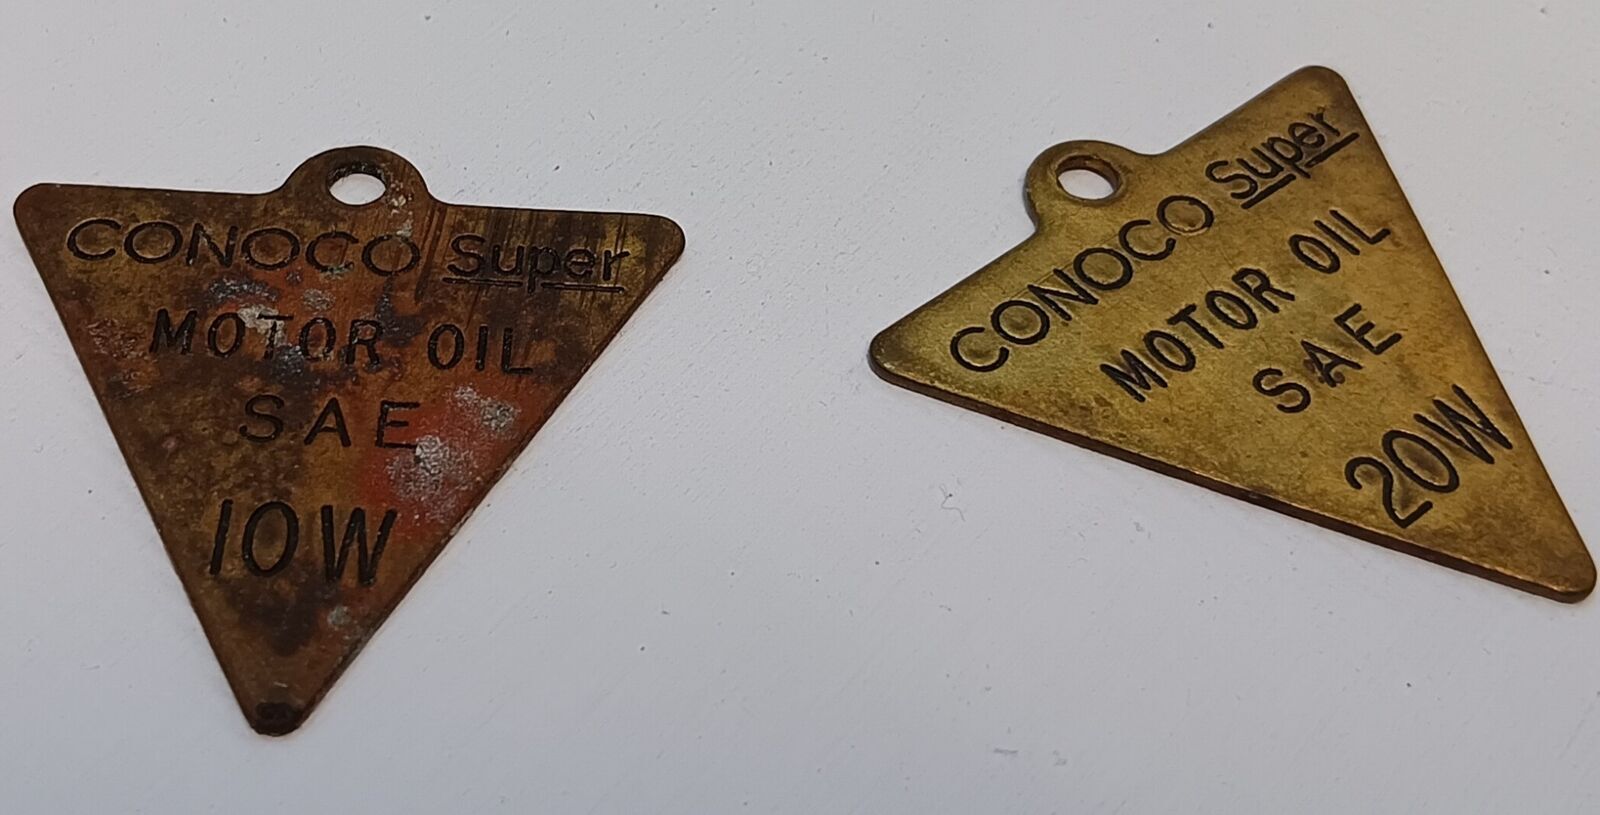 CONOCO Super
MOTOR OIL
SAE
10W
CONOCO Super
MOTOR OIL
SAE
20W